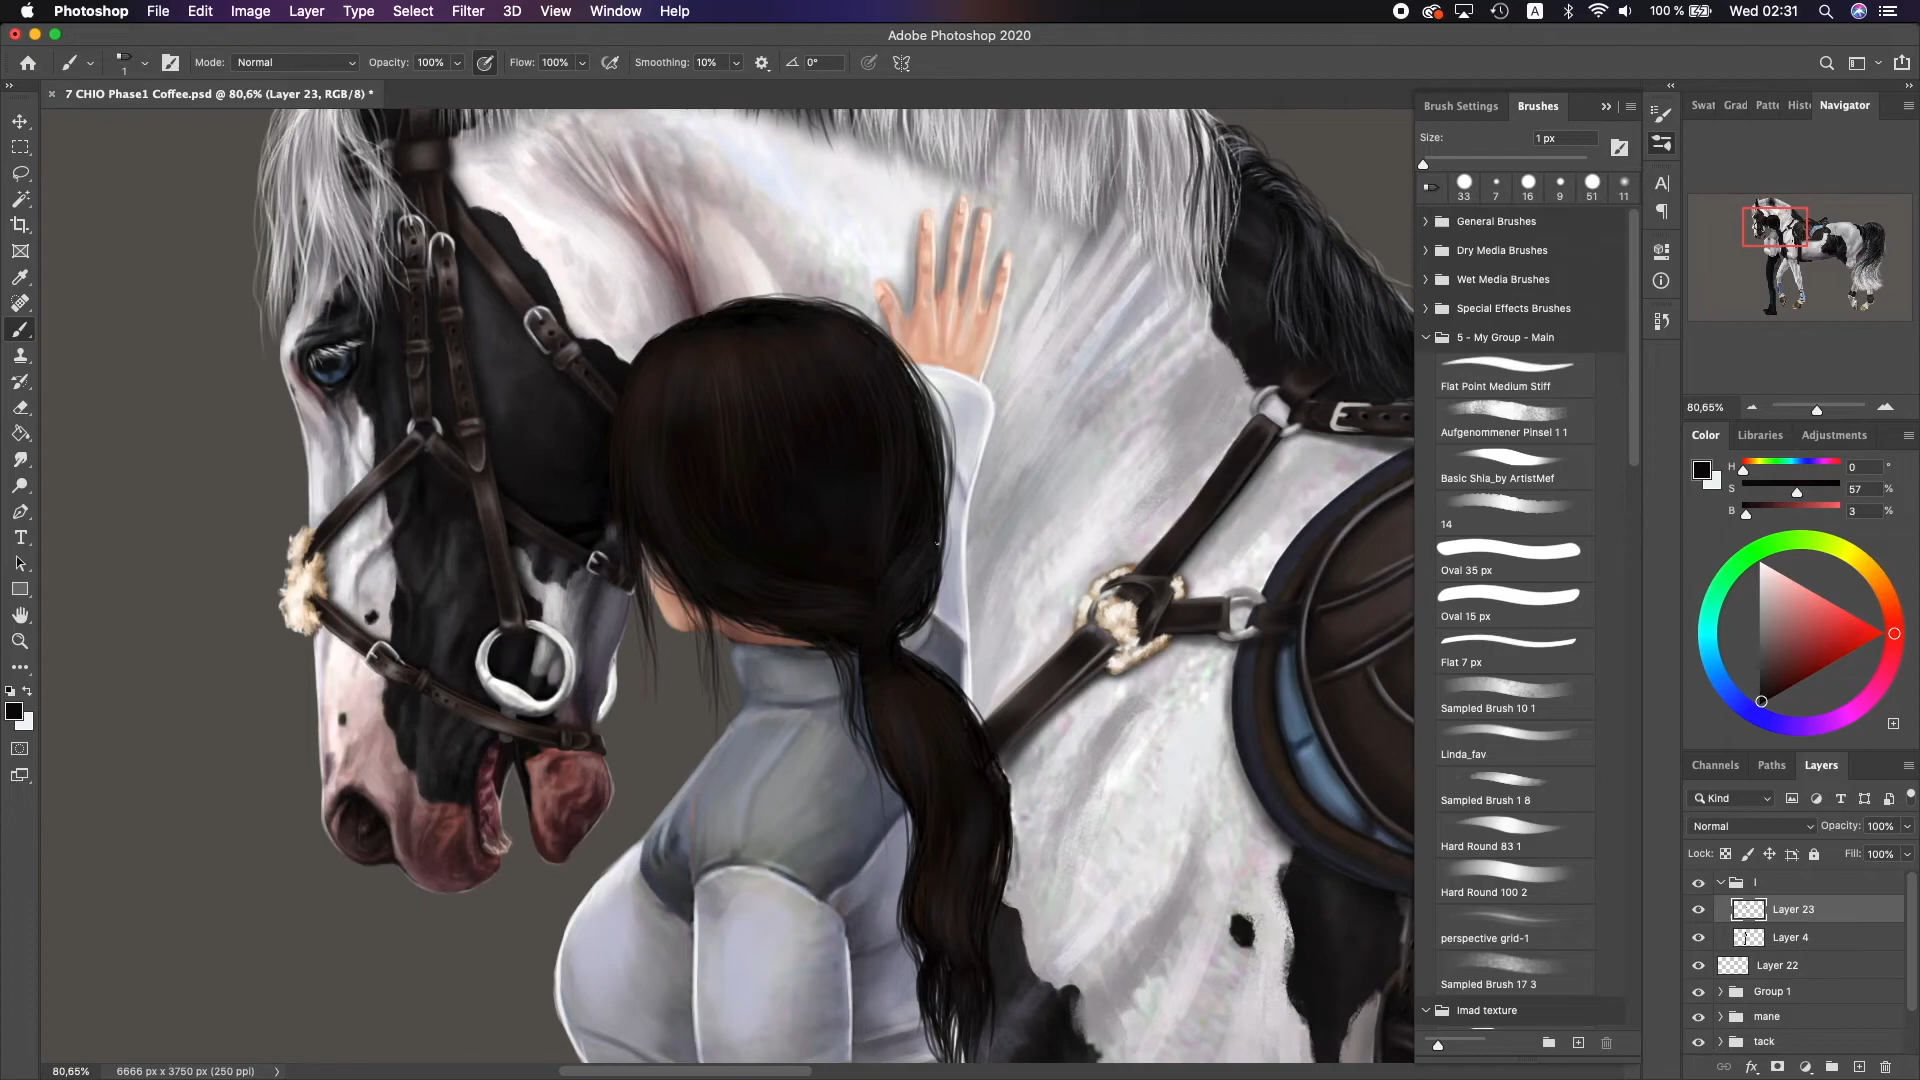 Photoshop File Edit Image Layer Type Select Filter 3D View Window Help 100 % Wed 02:31
Adobe Photoshop 2020
1 Mode: Normal Opacity: 100% Flow: 100% Smoothing: 10% 0°
7 CHIO Phase1 Coffee.psd @ 80,6% (Layer 23, RGB/8) *
Brush Settings Brushes
Size: 1 px
33 7 16 9 51 11
General Brushes
Dry Media Brushes
Wet Media Brushes
Special Effects Brushes
5 - My Group - Main
Flat Point Medium Stiff
Aufgenommener Pinsel 1 1
Basic Shia_by ArtistMef
14
Oval 35 px
Oval 15 px
Flat 7 px
Sampled Brush 10 1
Linda_fav
Sampled Brush 1 8
Hard Round 83 1
Hard Round 100 2
perspective grid-1
Sampled Brush 17 3
Imad texture
Swat Grad Patte Histo Navigator
80,65%
Color Libraries Adjustments
H 0 °
S 57 %
B 3 %
Channels Paths Layers
Kind
Normal Opacity: 100%
Lock: Fill: 100%
l
Layer 23
Layer 4
Layer 22
Group 1
mane
tack
80,65% 6666 px x 3750 px (250 ppi)